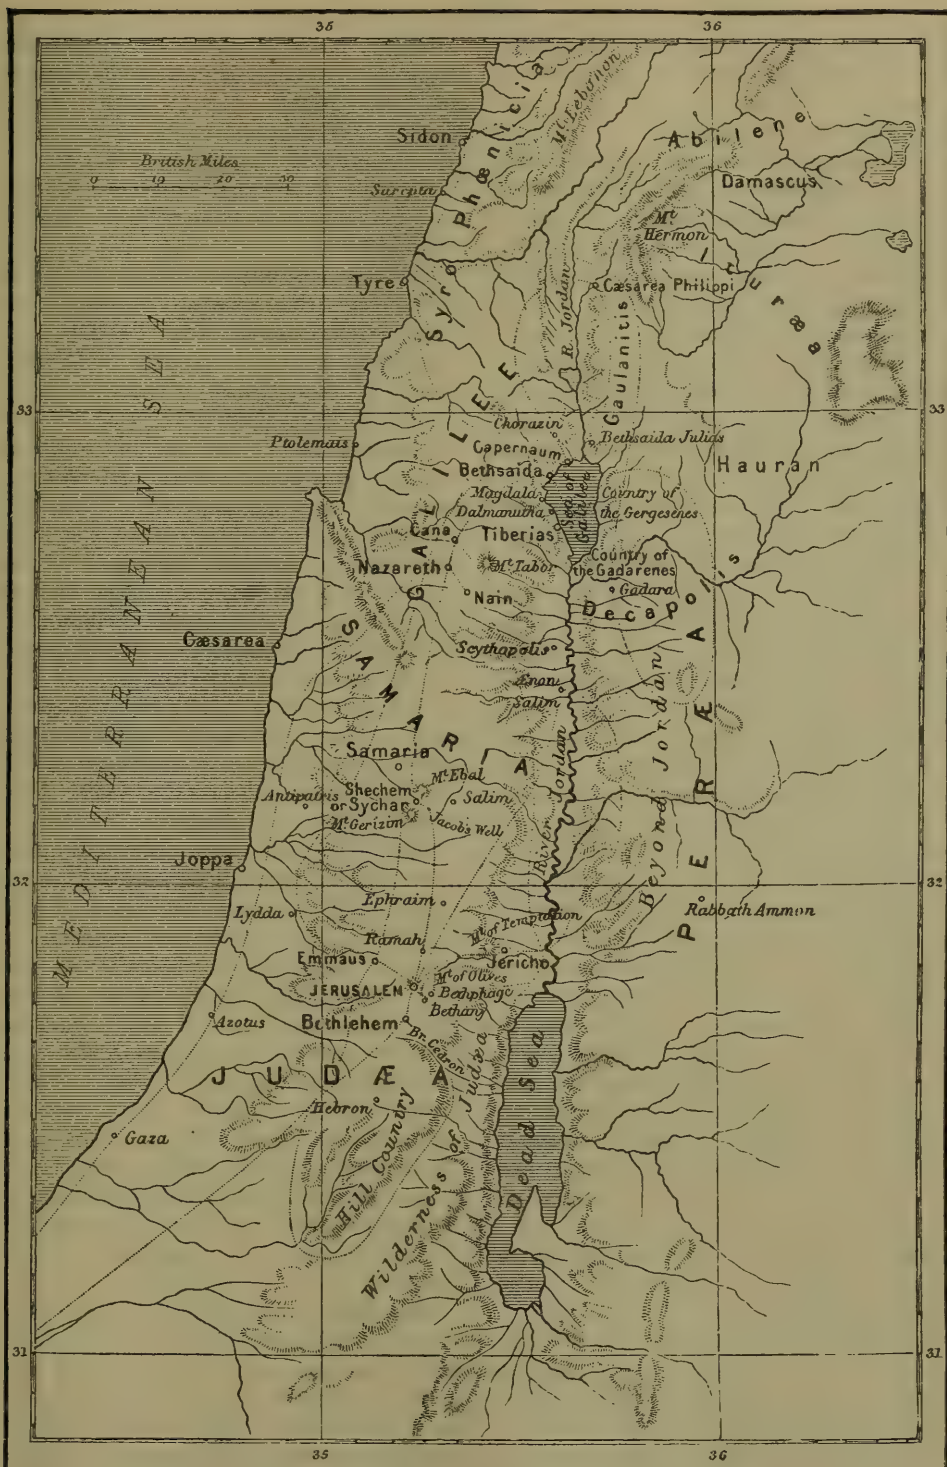 35 36
Mt. Lebanon
Syro Phœnicia
Abilene
Sidon
British Miles
0 10 20 30
Sarepta
Damascus
Mt.
Hermon
Ituræa
Tyre
Cæsarea Philippi
R. Jordan
Gaulanitis
MEDITERRANEAN SEA
GALILEE
33 33
Chorazin
Ptolemais
Bethsaida Julias
Capernaum
Hauran
Bethsaida
Magdala
Dalmanutha
Sea of
Galilee
Country of
the Gergesenes
Cana
Tiberias
Country of
the Gadarenes
Nazareth
Mt. Tabor
Gadara
Nain
Decapolis
Cæsarea
SAMARIA
Scythopolis
Ænon
Salim
PERÆA
Beyond Jordan
Samaria
Mt. Ebal
Shechem
or Sychar
Salim
Antipatris
Mt. Gerizim
Jacob's Well
River Jordan
Joppa
32 32
Ephraim
Rabbath Ammon
Lydda
Mt. of Temptation
Ramah
Emmaus
Jericho
Mt. of Olives
JERUSALEM
Bethphage
Bethany
Azotus
Bethlehem
Br. Cedron
JUDÆA
Dead Sea
Hebron
Gaza
Hill Country
Wilderness of Judæa
31 31
35 36